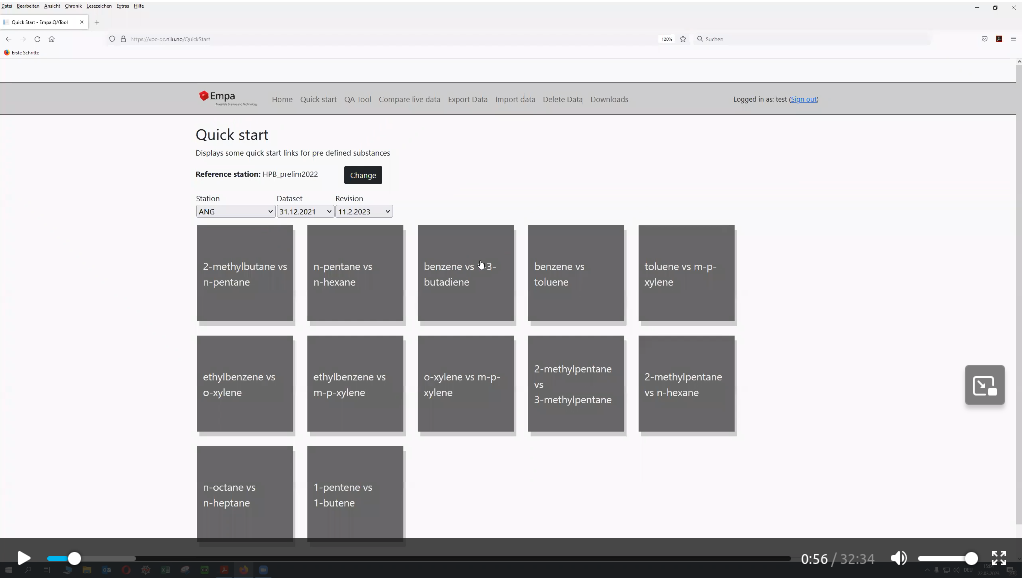 Datei Bearbeiten Ansicht Chronik Lesezeichen Extras Hilfe
Quick Start - Empa QATool
120%
Suchen
Erste Schritte
Empa
Home Quick start QA Tool Compare live data Export Data Import data Delete Data Downloads
Logged in as: test (Sign out)
Quick start
Displays some quick start links for pre defined substances
Reference station: HPB_prelim2022
Change
Station Dataset Revision
ANG 31.12.2021 11.2.2023
2-methylbutane vs
n-pentane
n-pentane vs
n-hexane
benzene vs 3-
butadiene
benzene vs
toluene
toluene vs m-p-
xylene
ethylbenzene vs
o-xylene
ethylbenzene vs
m-p-xylene
o-xylene vs m-p-
xylene
2-methylpentane
vs
3-methylpentane
2-methylpentane
vs n-hexane
n-octane vs
n-heptane
1-pentene vs
1-butene
0:56 / 32:34